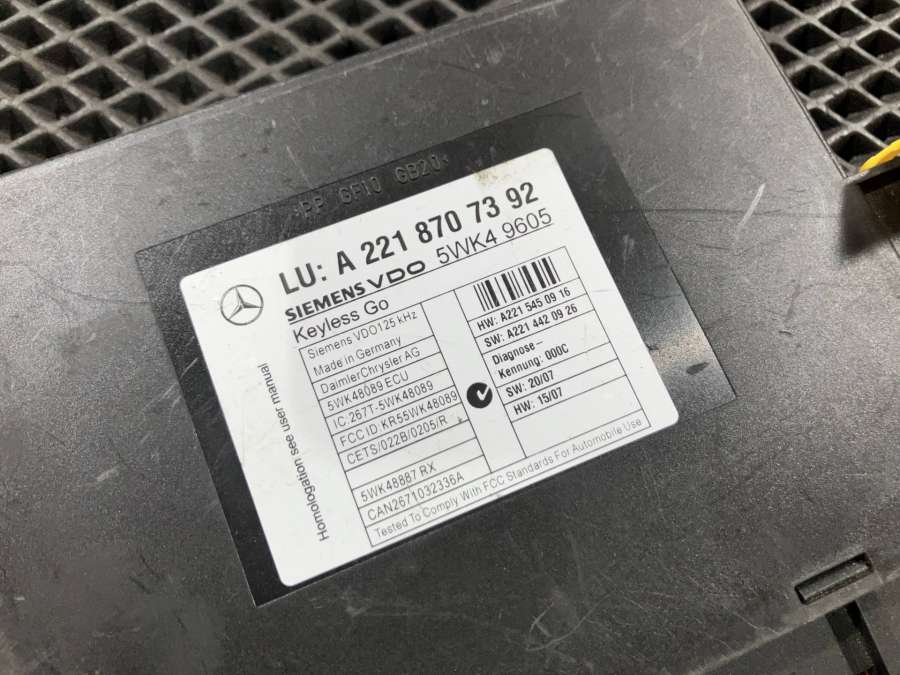 >PP GF10 GB20<
LU: A 221 870 73 92
SIEMENS VDO 5WK4 9605
Keyless Go
Siemens VDO125 kHz
Made in Germany
DaimlerChrysler AG
5WK48089 ECU
IC:267T-5WK48089
FCC ID: KR55WK48089
CETS/022B/0205/R
5WK48887 RX
CAN2671032336A
HW: A221 545 09 16
SW: A221 442 09 26
Diagnose-
Kennung: 000C
SW: 20/07
HW: 15/07
Tested To Comply With FCC Standards For Automobile Use
Homologation see user manual